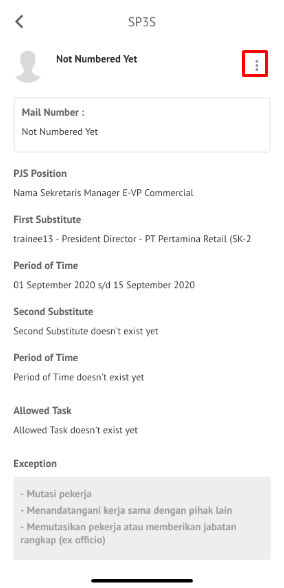 SP3S
Not Numbered Yet
Mail Number :
Not Numbered Yet
PJS Position
Nama Sekretaris Manager E-VP Commercial
First Substitute
trainee13 - President Director - PT Pertamina Retail (SK-2
Period of Time
01 September 2020 s/d 15 September 2020
Second Substitute
Second Substitute doesn't exist yet
Period of Time
Period of Time doesn't exist yet
Allowed Task
Allowed Task doesn't exist yet
Exception
- Mutasi pekerja
- Menandatangani kerja sama dengan pihak lain
- Memutasikan pekerja atau memberikan jabatan
rangkap (ex officio)